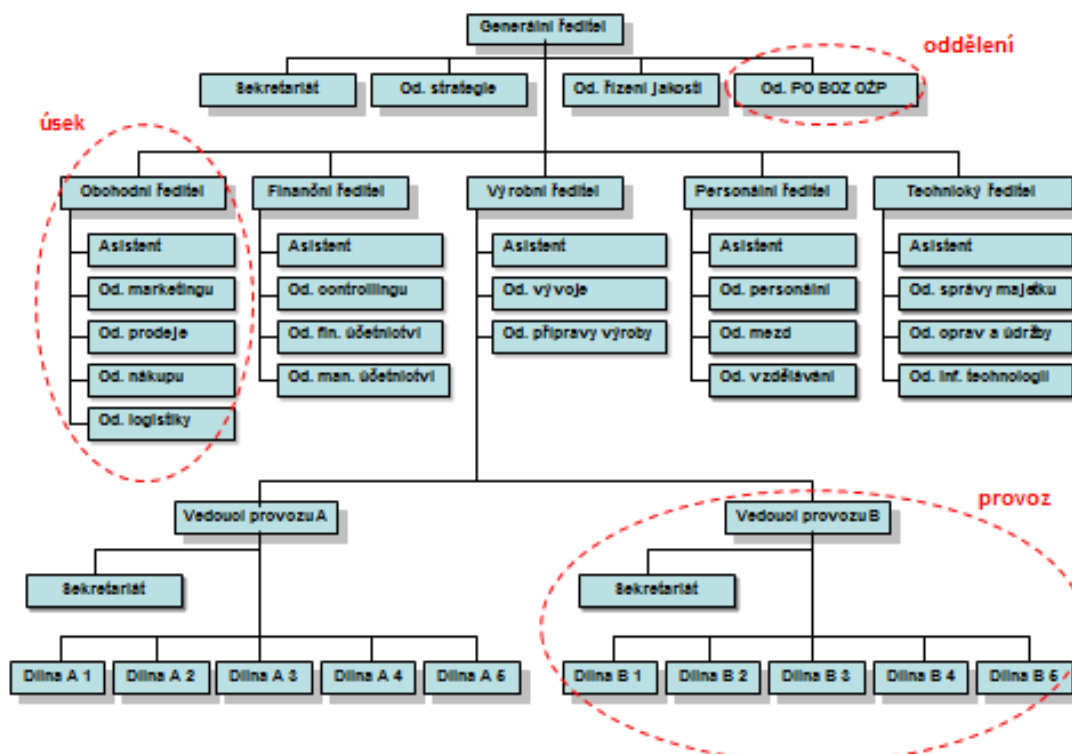 Generální ředitel
oddělení
Sekretariát
Od. strategie
Od. řízení jakosti
Od. PO BOZ OŽP
úsek
Obchodní ředitel
Finanční ředitel
Výrobní ředitel
Personální ředitel
Technický ředitel
Asistent
Asistent
Asistent
Asistent
Asistent
Od. marketingu
Od. controllingu
Od. vývoje
Od. personální
Od. správy majetku
Od. prodeje
Od. fin. účetnictví
Od. přípravy výroby
Od. mezd
Od. oprav a údržby
Od. nákupu
Od. man. účetnictví
Od. vzdělávání
Od. inf. technologií
Od. logistiky
provoz
Vedoucí provozu A
Vedoucí provozu B
Sekretariát
Sekretariát
Dílna A 1
Dílna A 2
Dílna A 3
Dílna A 4
Dílna A 5
Dílna B 1
Dílna B 2
Dílna B 3
Dílna B 4
Dílna B 5